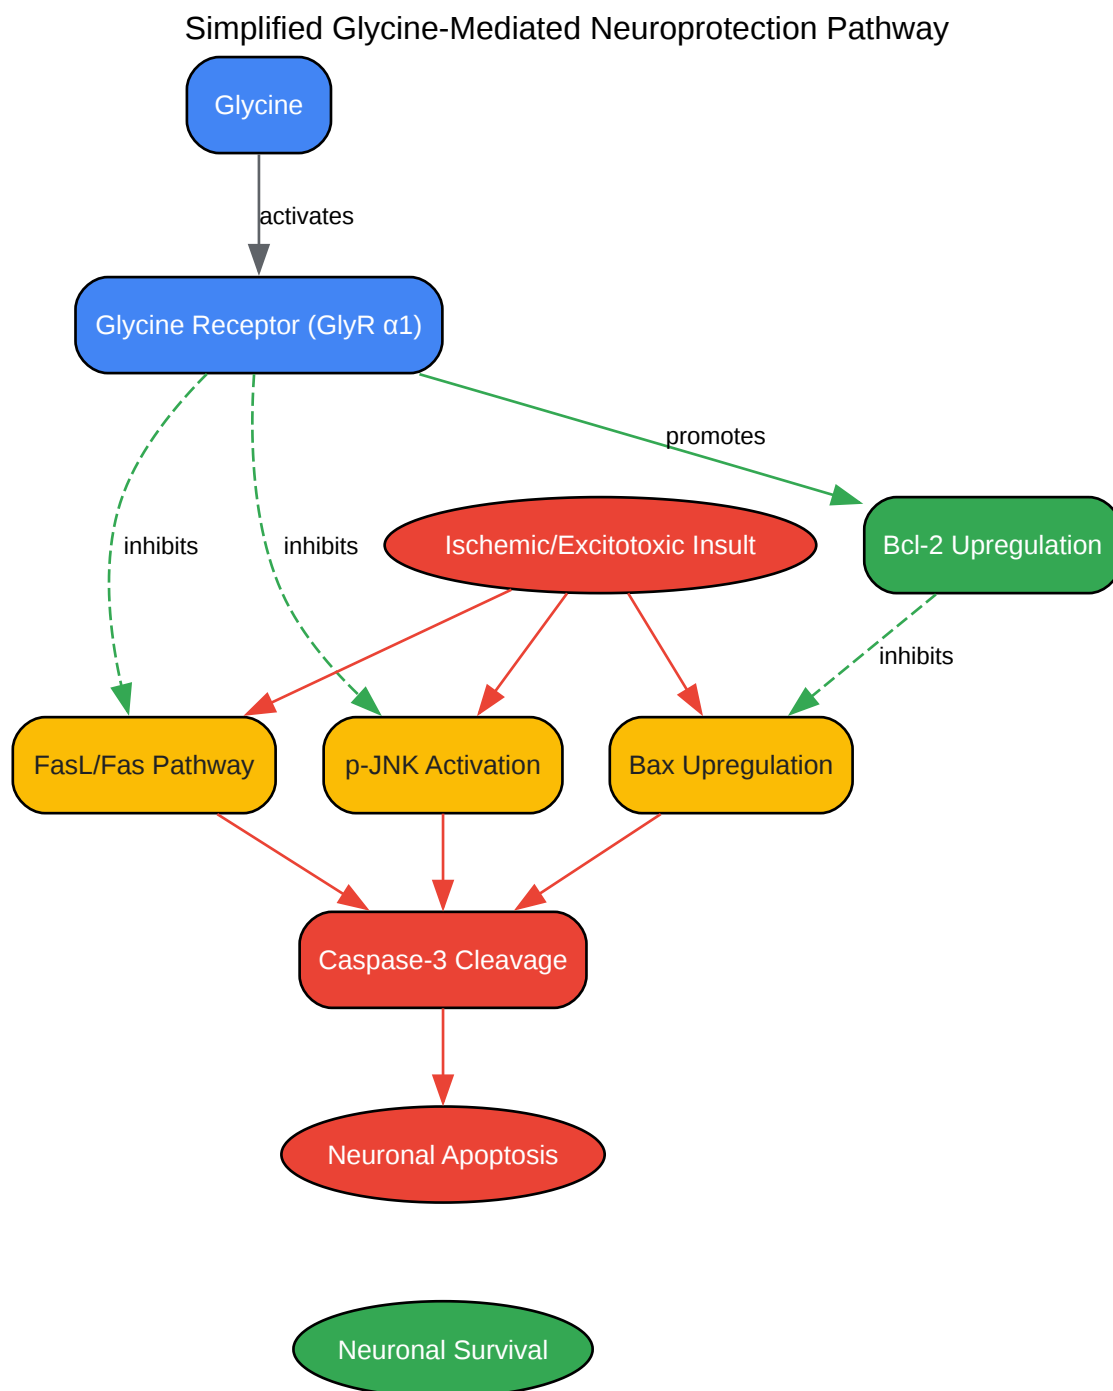 Simplified Glycine-Mediated Neuroprotection Pathway
Glycine
activates
Glycine Receptor (GlyR α1)
promotes
inhibits
inhibits
Ischemic/Excitotoxic Insult
Bcl-2 Upregulation
inhibits
FasL/Fas Pathway
p-JNK Activation
Bax Upregulation
Caspase-3 Cleavage
Neuronal Apoptosis
Neuronal Survival